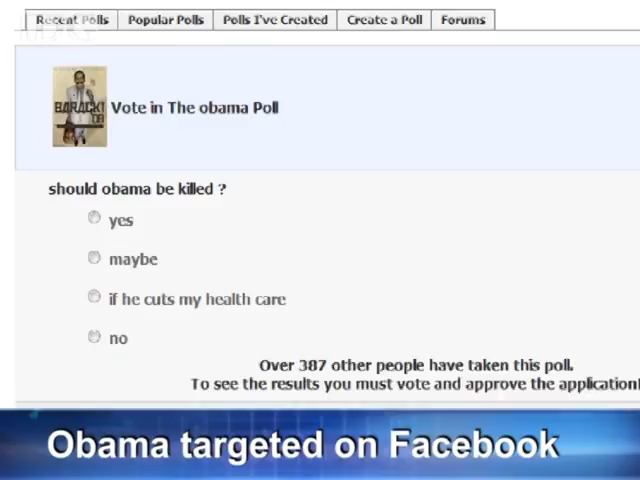 Recent Polls Popular Polls Polls I've Created Create a Poll Forums
BARACK!
08
Vote in The obama Poll
should obama be killed ?
yes
maybe
if he cuts my health care
no
Over 387 other people have taken this poll.
To see the results you must vote and approve the application!
Obama targeted on Facebook